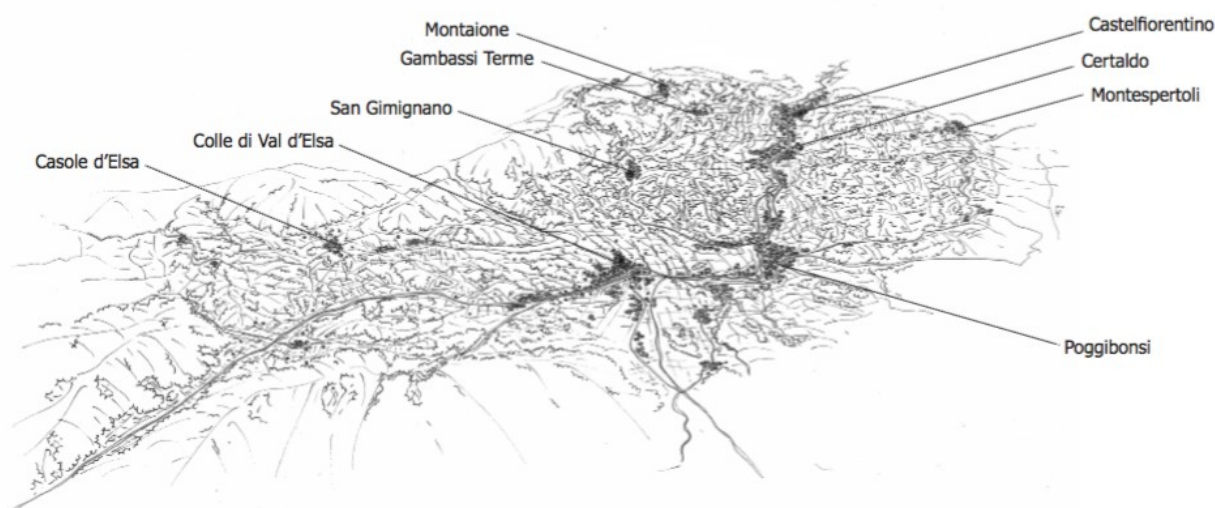 Montaione
Castelfiorentino
Gambassi Terme
Certaldo
San Gimignano
Montespertoli
Colle di Val d'Elsa
Casole d'Elsa
Poggibonsi